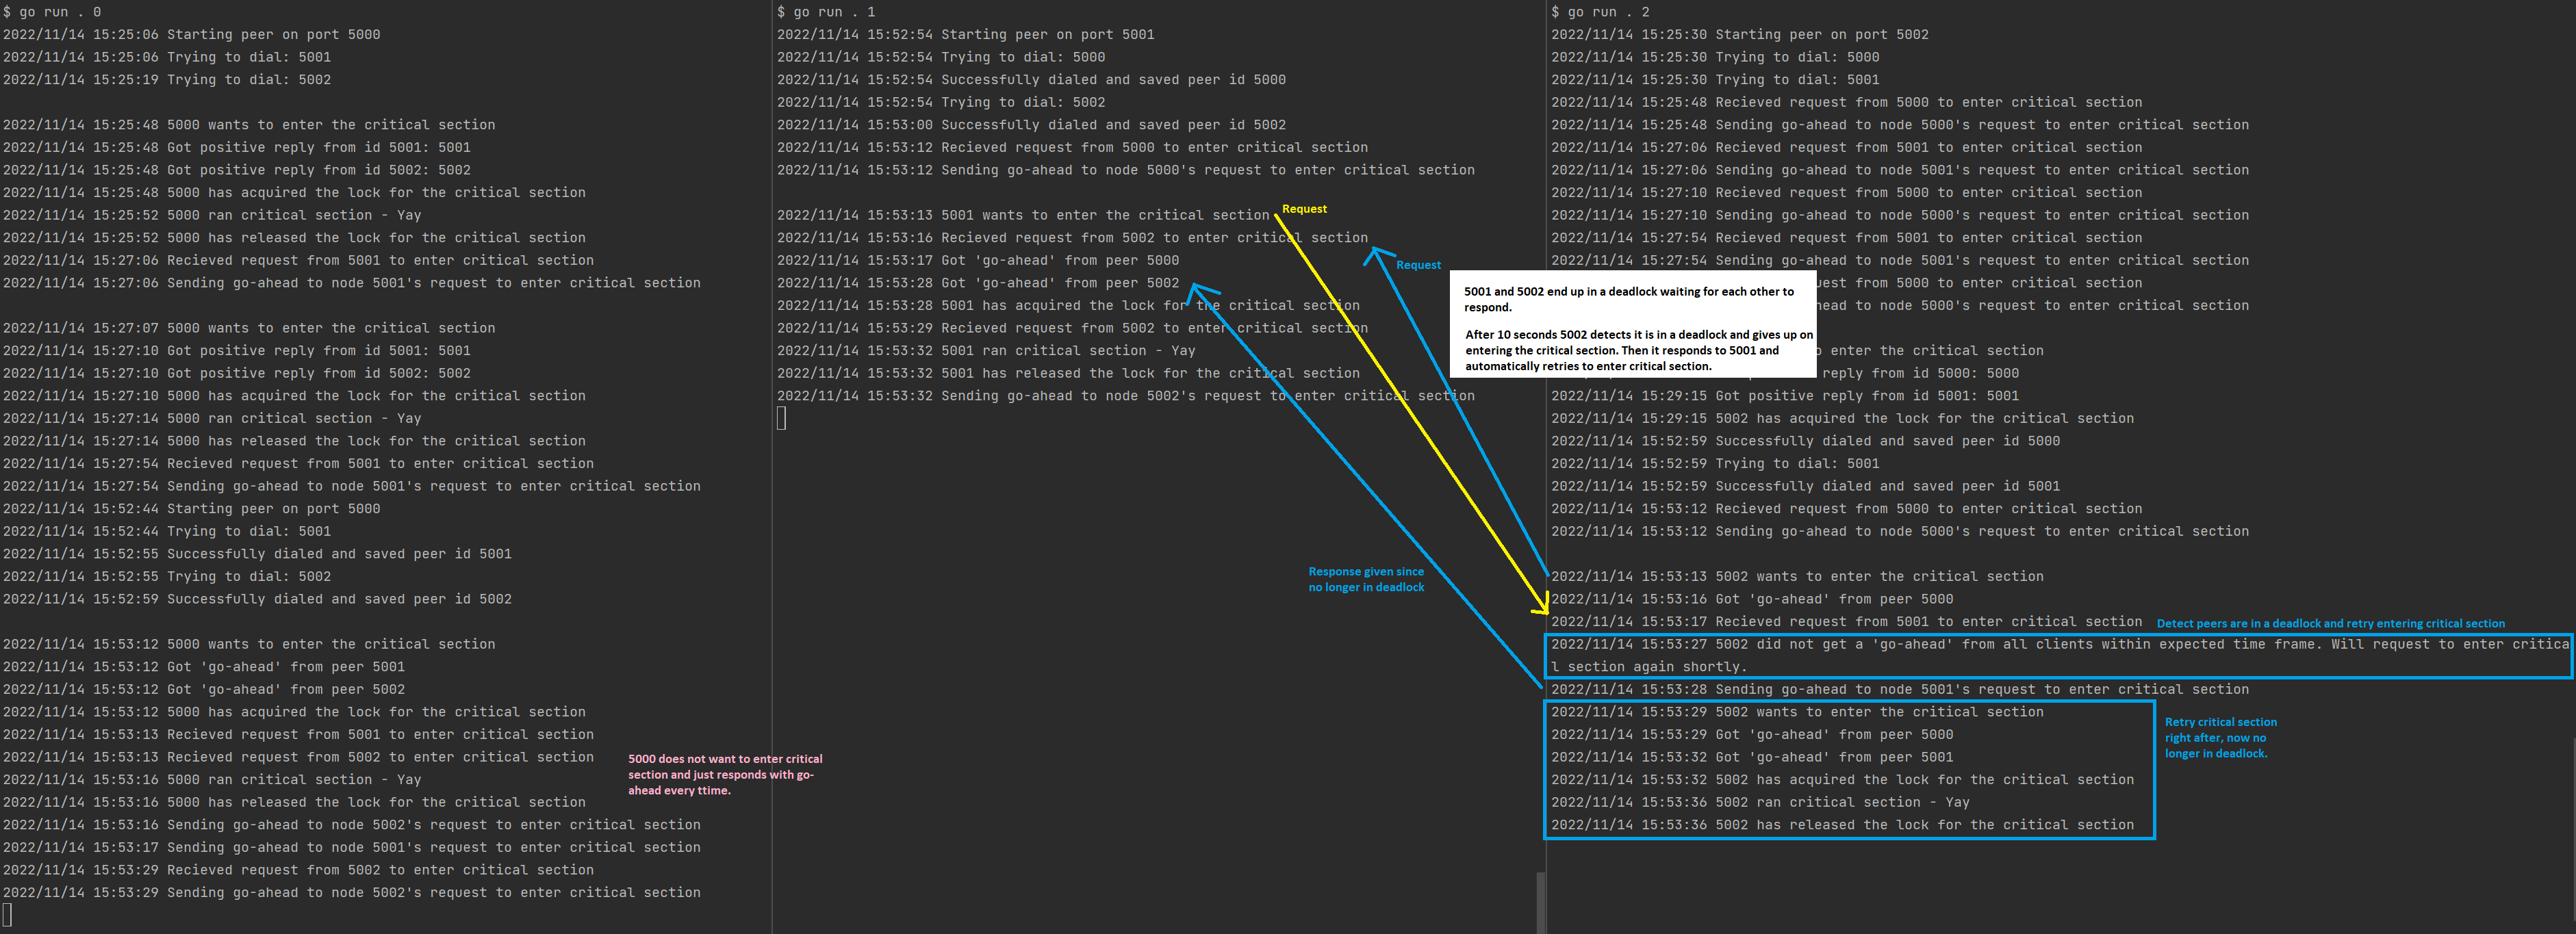 $ go run . 0
2022/11/14 15:25:06 Starting peer on port 5000
2022/11/14 15:25:06 Trying to dial: 5001
2022/11/14 15:25:19 Trying to dial: 5002
2022/11/14 15:25:48 5000 wants to enter the critical section
2022/11/14 15:25:48 Got positive reply from id 5001: 5001
2022/11/14 15:25:48 Got positive reply from id 5002: 5002
2022/11/14 15:25:48 5000 has acquired the lock for the critical section
2022/11/14 15:25:52 5000 ran critical section - Yay
2022/11/14 15:25:52 5000 has released the lock for the critical section
2022/11/14 15:27:06 Recieved request from 5001 to enter critical section
2022/11/14 15:27:06 Sending go-ahead to node 5001's request to enter critical section
2022/11/14 15:27:07 5000 wants to enter the critical section
2022/11/14 15:27:10 Got positive reply from id 5001: 5001
2022/11/14 15:27:10 Got positive reply from id 5002: 5002
2022/11/14 15:27:10 5000 has acquired the lock for the critical section
2022/11/14 15:27:14 5000 ran critical section - Yay
2022/11/14 15:27:14 5000 has released the lock for the critical section
2022/11/14 15:27:54 Recieved request from 5001 to enter critical section
2022/11/14 15:27:54 Sending go-ahead to node 5001's request to enter critical section
2022/11/14 15:52:44 Starting peer on port 5000
2022/11/14 15:52:44 Trying to dial: 5001
2022/11/14 15:52:55 Successfully dialed and saved peer id 5001
2022/11/14 15:52:55 Trying to dial: 5002
2022/11/14 15:52:59 Successfully dialed and saved peer id 5002
2022/11/14 15:53:12 5000 wants to enter the critical section
2022/11/14 15:53:12 Got 'go-ahead' from peer 5001
2022/11/14 15:53:12 Got 'go-ahead' from peer 5002
2022/11/14 15:53:12 5000 has acquired the lock for the critical section
2022/11/14 15:53:13 Recieved request from 5001 to enter critical section
2022/11/14 15:53:13 Recieved request from 5002 to enter critical section
2022/11/14 15:53:16 5000 ran critical section - Yay
2022/11/14 15:53:16 5000 has released the lock for the critical section
2022/11/14 15:53:16 Sending go-ahead to node 5002's request to enter critical section
2022/11/14 15:53:17 Sending go-ahead to node 5001's request to enter critical section
2022/11/14 15:53:29 Recieved request from 5002 to enter critical section
2022/11/14 15:53:29 Sending go-ahead to node 5002's request to enter critical section
5000 does not want to enter critical
section and just responds with go-
ahead every ttime.
$ go run . 1
2022/11/14 15:52:54 Starting peer on port 5001
2022/11/14 15:52:54 Trying to dial: 5000
2022/11/14 15:52:54 Successfully dialed and saved peer id 5000
2022/11/14 15:52:54 Trying to dial: 5002
2022/11/14 15:53:00 Successfully dialed and saved peer id 5002
2022/11/14 15:53:12 Recieved request from 5000 to enter critical section
2022/11/14 15:53:12 Sending go-ahead to node 5000's request to enter critical section
2022/11/14 15:53:13 5001 wants to enter the critical section
2022/11/14 15:53:16 Recieved request from 5002 to enter critical section
2022/11/14 15:53:17 Got 'go-ahead' from peer 5000
2022/11/14 15:53:28 Got 'go-ahead' from peer 5002
2022/11/14 15:53:28 5001 has acquired the lock for the critical section
2022/11/14 15:53:29 Recieved request from 5002 to enter critical section
2022/11/14 15:53:32 5001 ran critical section - Yay
2022/11/14 15:53:32 5001 has released the lock for the critical section
2022/11/14 15:53:32 Sending go-ahead to node 5002's request to enter critical section
Request
Request
5001 and 5002 end up in a deadlock waiting for each other to
respond.
After 10 seconds 5002 detects it is in a deadlock and gives up on
entering the critical section. Then it responds to 5001 and
automatically retries to enter critical section.
Response given since
no longer in deadlock
$ go run . 2
2022/11/14 15:25:30 Starting peer on port 5002
2022/11/14 15:25:30 Trying to dial: 5000
2022/11/14 15:25:30 Trying to dial: 5001
2022/11/14 15:25:48 Recieved request from 5000 to enter critical section
2022/11/14 15:25:48 Sending go-ahead to node 5000's request to enter critical section
2022/11/14 15:27:06 Recieved request from 5001 to enter critical section
2022/11/14 15:27:06 Sending go-ahead to node 5001's request to enter critical section
2022/11/14 15:27:10 Recieved request from 5000 to enter critical section
2022/11/14 15:27:10 Sending go-ahead to node 5000's request to enter critical section
2022/11/14 15:27:54 Recieved request from 5001 to enter critical section
2022/11/14 15:27:54 Sending go-ahead to node 5001's request to enter critical section
request from 5000 to enter critical section
to node 5000's request to enter critical section
enter the critical section
reply from id 5000: 5000
2022/11/14 15:29:15 Got positive reply from id 5001: 5001
2022/11/14 15:29:15 5002 has acquired the lock for the critical section
2022/11/14 15:52:59 Successfully dialed and saved peer id 5000
2022/11/14 15:52:59 Trying to dial: 5001
2022/11/14 15:52:59 Successfully dialed and saved peer id 5001
2022/11/14 15:53:12 Recieved request from 5000 to enter critical section
2022/11/14 15:53:12 Sending go-ahead to node 5000's request to enter critical section
2022/11/14 15:53:13 5002 wants to enter the critical section
2022/11/14 15:53:16 Got 'go-ahead' from peer 5000
2022/11/14 15:53:17 Recieved request from 5001 to enter critical section
Detect peers are in a deadlock and retry entering critical section
2022/11/14 15:53:27 5002 did not get a 'go-ahead' from all clients within expected time frame. Will request to enter critica
l section again shortly.
2022/11/14 15:53:28 Sending go-ahead to node 5001's request to enter critical section
2022/11/14 15:53:29 5002 wants to enter the critical section
2022/11/14 15:53:29 Got 'go-ahead' from peer 5000
2022/11/14 15:53:32 Got 'go-ahead' from peer 5001
2022/11/14 15:53:32 5002 has acquired the lock for the critical section
2022/11/14 15:53:36 5002 ran critical section - Yay
2022/11/14 15:53:36 5002 has released the lock for the critical section
Retry critical section
right after, now no
longer in deadlock.